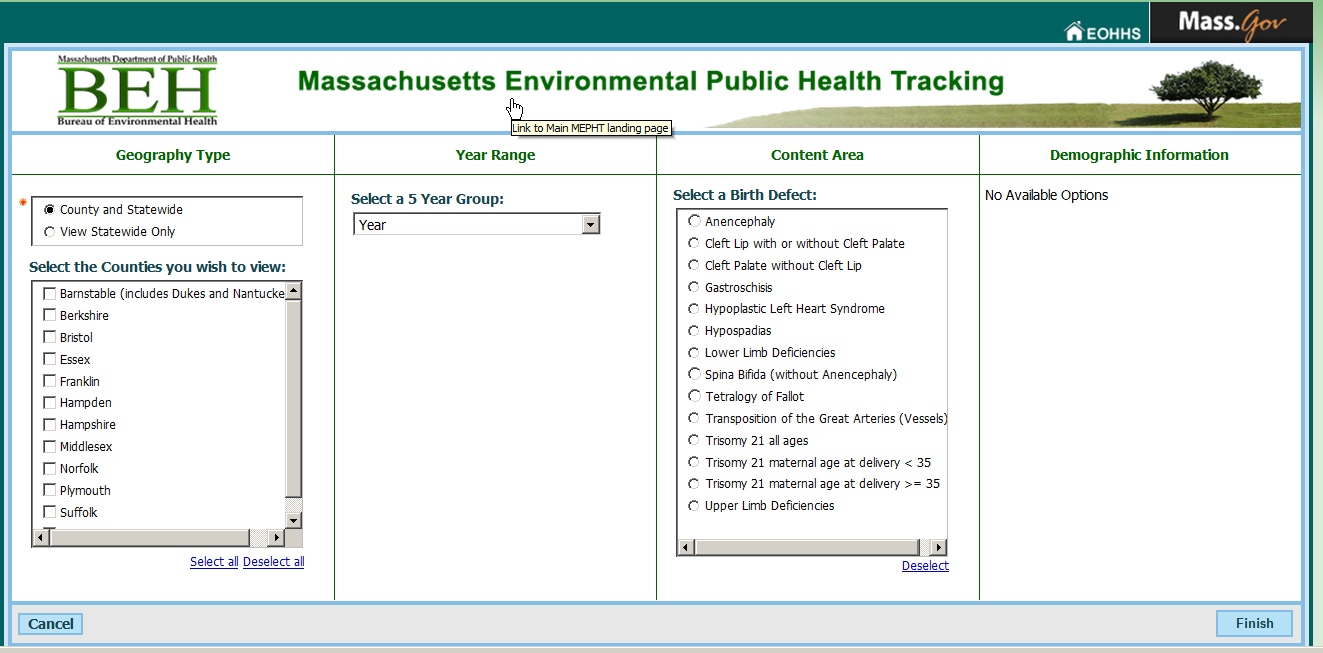 EOHHS
Mass.Gov
Massachusetts Department of Public Health
BEH
Bureau of Environmental Health
Massachusetts Environmental Public Health Tracking
Link to Main MEPHT landing page
Geography Type
Year Range
Content Area
Demographic Information
* County and Statewide
View Statewide Only
Select the Counties you wish to view:
Barnstable (includes Dukes and Nantucke
Berkshire
Bristol
Essex
Franklin
Hampden
Hampshire
Middlesex
Norfolk
Plymouth
Suffolk
Select all Deselect all
Select a 5 Year Group:
Year
Select a Birth Defect:
Anencephaly
Cleft Lip with or without Cleft Palate
Cleft Palate without Cleft Lip
Gastroschisis
Hypoplastic Left Heart Syndrome
Hypospadias
Lower Limb Deficiencies
Spina Bifida (without Anencephaly)
Tetralogy of Fallot
Transposition of the Great Arteries (Vessels)
Trisomy 21 all ages
Trisomy 21 maternal age at delivery < 35
Trisomy 21 maternal age at delivery >= 35
Upper Limb Deficiencies
Deselect
No Available Options
Cancel
Finish